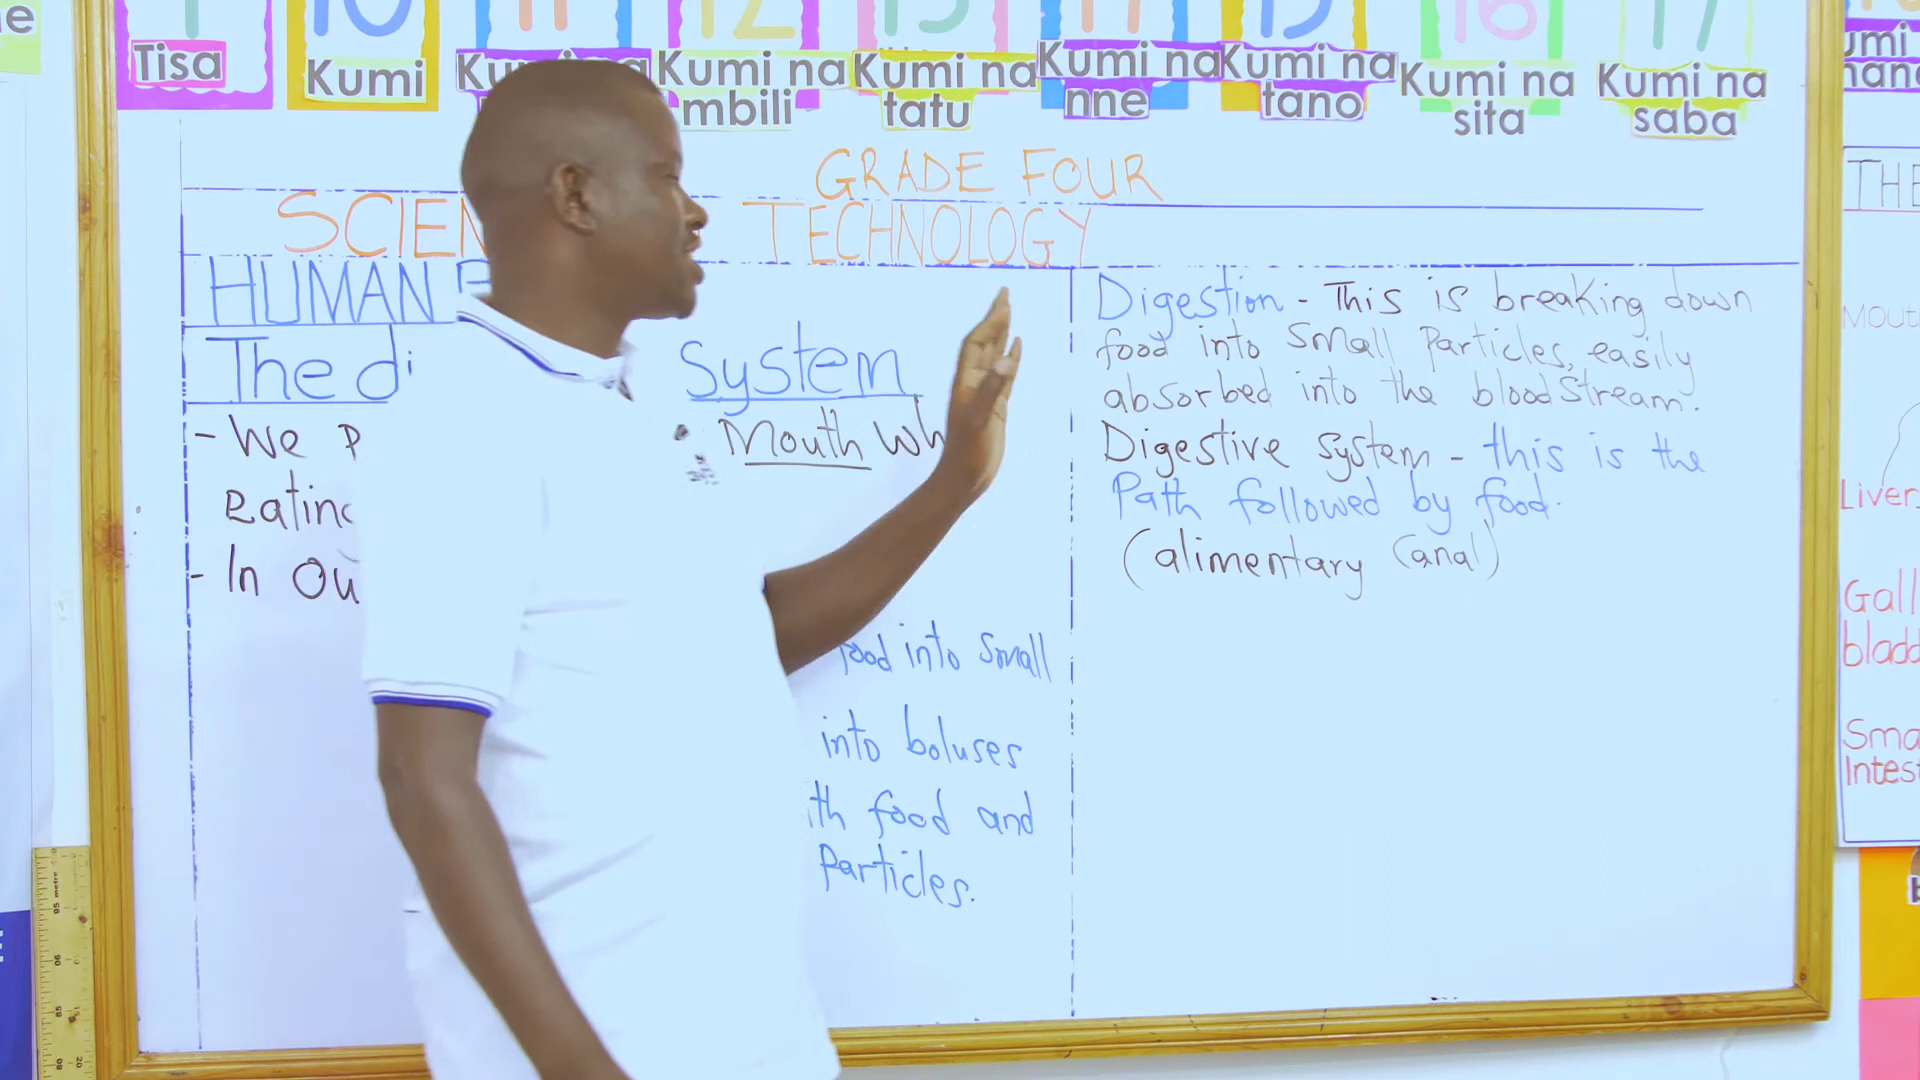 Tisa
Kumi
Kumi na mbili
Kumi na tatu
Kumi na nne
Kumi na tano
Kumi na sita
Kumi na saba
GRADE FOUR
SCIEN TECHNOLOGY
HUMAN
The di System
- We Mouth Wh
Eating
- In Ou
food into Small
into boluses
food and
Particles.
Digestion - This is breaking down
food into Small Particles, easily
absorbed into the bloodstream.
Digestive system - this is the
Path followed by food.
(alimentary Canal)
THE
Mout
Liver
Gall
bladd
Sma
Intest